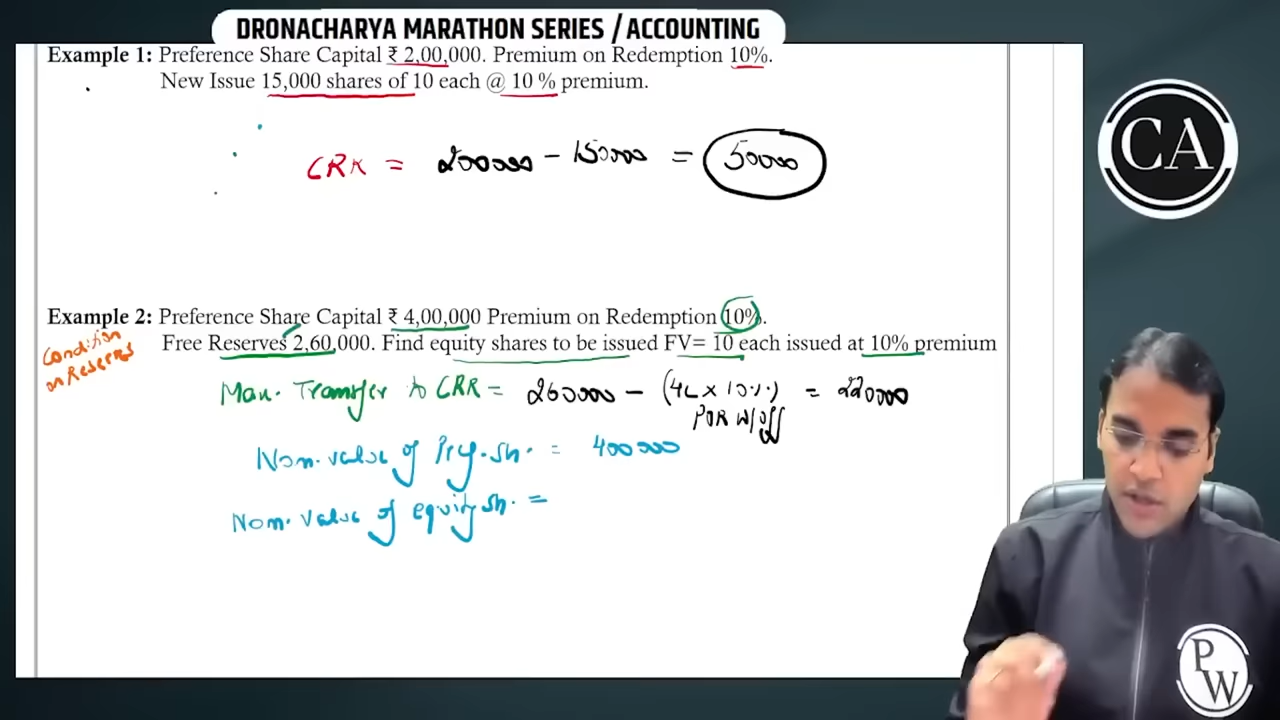 DRONACHARYA MARATHON SERIES / ACCOUNTING
Example 1: Preference Share Capital ₹ 2,00,000. Premium on Redemption 10%.
New Issue 15,000 shares of 10 each @ 10 % premium.
CRR = 200000 - 150000 = 50000
CA
Example 2: Preference Share Capital ₹ 4,00,000 Premium on Redemption 10%.
Free Reserves 2,60,000. Find equity shares to be issued FV= 10 each issued at 10% premium
Condition
on Reserves
Max. Transfer to CRR = 260000 - (4L x 10%) = 220000
POR W/off
Nom. value of Pref. Sh. = 400000
Nom. Value of equity Sh. =
PW